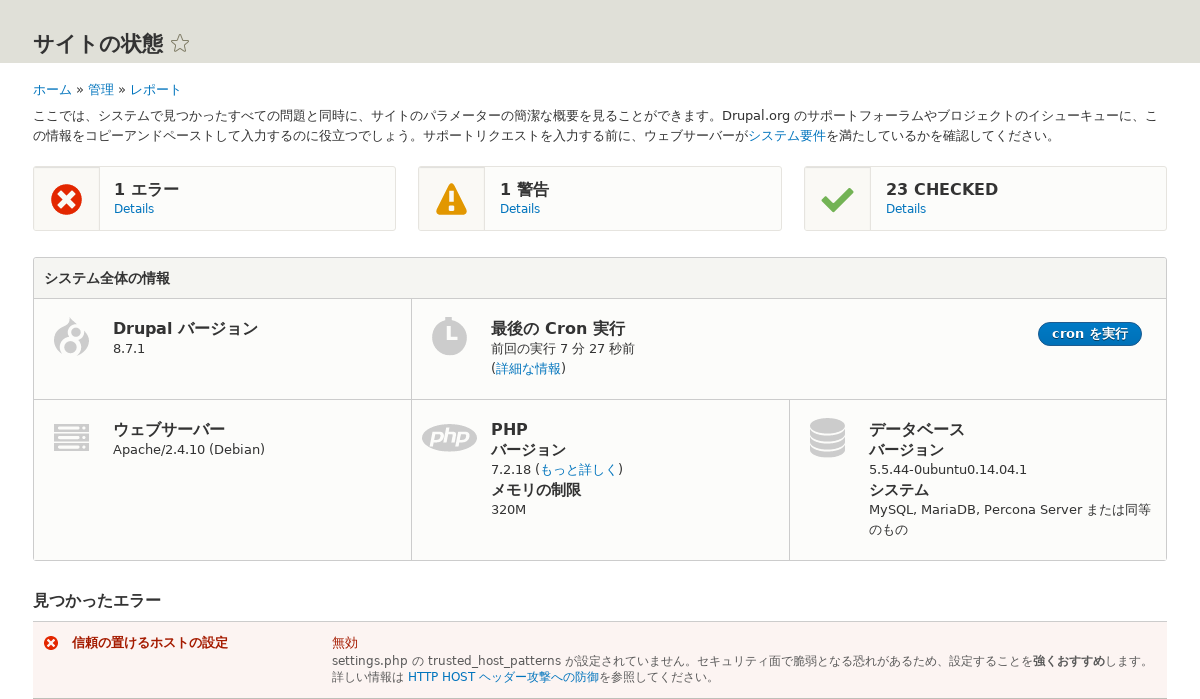 サイトの状態
ホーム » 管理 » レポート
ここでは、システムで見つかったすべての問題と同時に、サイトのパラメーターの簡潔な概要を見ることができます。Drupal.org のサポートフォーラムやプロジェクトのイシューキューに、こ
の情報をコピーアンドペーストして入力するのに役立つでしょう。サポートリクエストを入力する前に、ウェブサーバーがシステム要件を満たしているかを確認してください。
1 エラー
Details
1 警告
Details
23 CHECKED
Details
システム全体の情報
Drupal バージョン
8.7.1
最後の Cron 実行
前回の実行 7 分 27 秒前
(詳細な情報)
cron を実行
ウェブサーバー
Apache/2.4.10 (Debian)
php
PHP
バージョン
7.2.18 (もっと詳しく)
メモリの制限
320M
データベース
バージョン
5.5.44-0ubuntu0.14.04.1
システム
MySQL, MariaDB, Percona Server または同等
のもの
見つかったエラー
信頼の置けるホストの設定
無効
settings.php の trusted_host_patterns が設定されていません。セキュリティ面で脆弱となる恐れがあるため、設定することを強くおすすめします。
詳しい情報は HTTP HOST ヘッダー攻撃への防御を参照してください。